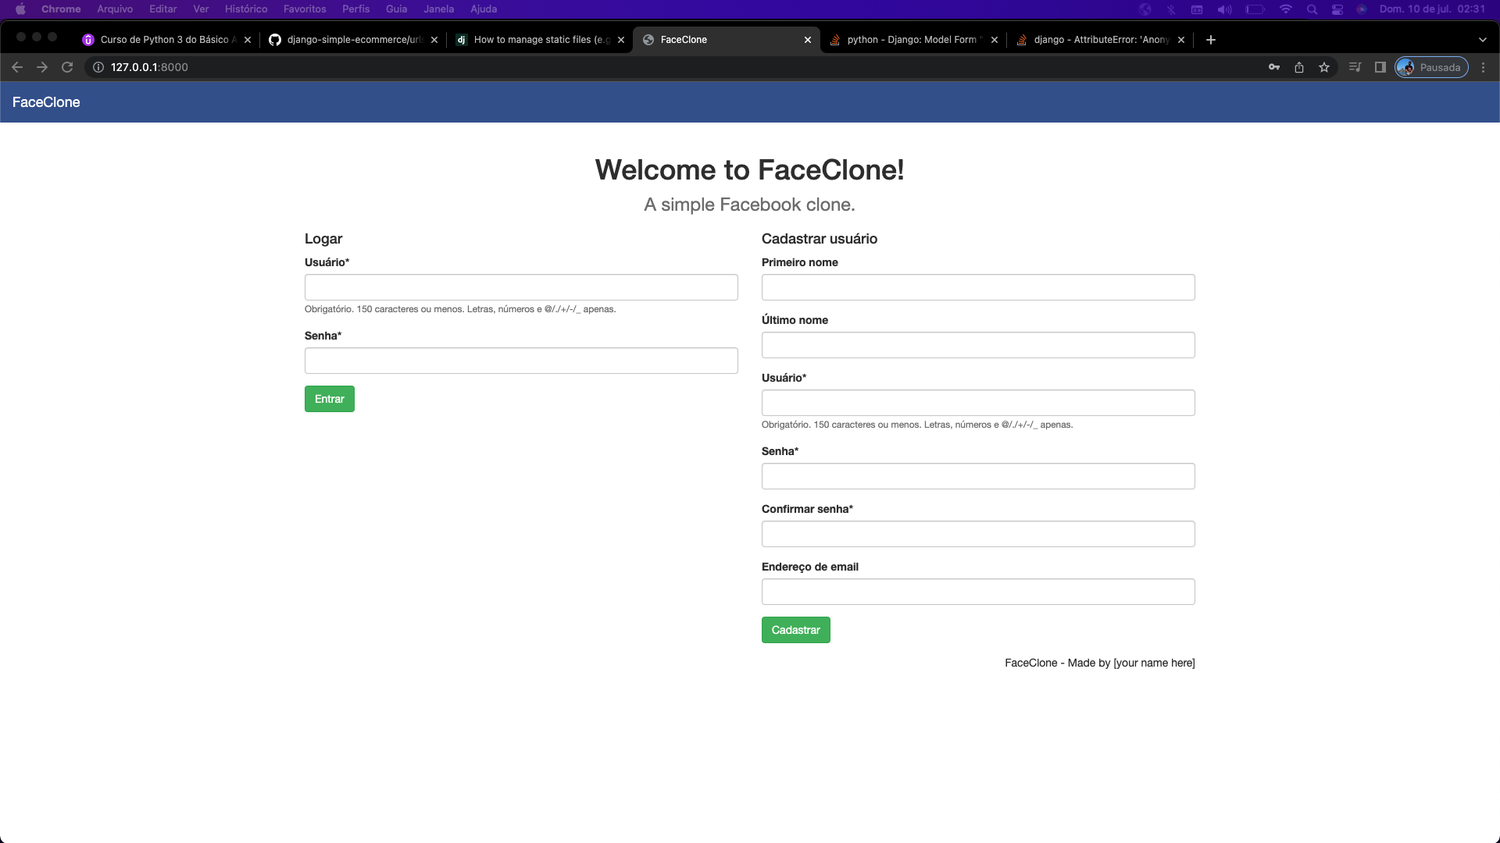 Chrome Arquivo Editar Ver Histórico Favoritos Perfis Guia Janela Ajuda Dom. 10 de jul. 02:31
Curso de Python 3 do Básico A django-simple-ecommerce/urls How to manage static files (e.g FaceClone python - Django: Model Form " django - AttributeError: 'Anony
127.0.0.1:8000 Pausada
FaceClone
Welcome to FaceClone!
A simple Facebook clone.
Logar
Usuário*
Obrigatório. 150 caracteres ou menos. Letras, números e @/./+/-/_ apenas.
Senha*
Entrar
Cadastrar usuário
Primeiro nome
Último nome
Usuário*
Obrigatório. 150 caracteres ou menos. Letras, números e @/./+/-/_ apenas.
Senha*
Confirmar senha*
Endereço de email
Cadastrar
FaceClone - Made by [your name here]